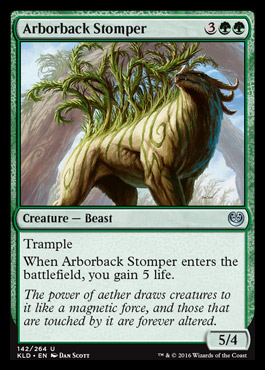 Arborback Stomper 3
Creature — Beast
Trample
When Arborback Stomper enters the
battlefield, you gain 5 life.
The power of aether draws creatures to
it like a magnetic force, and those that
are touched by it are forever altered.
5/4
142/264 U
KLD • EN Dan Scott
™ & © 2016 Wizards of the Coast